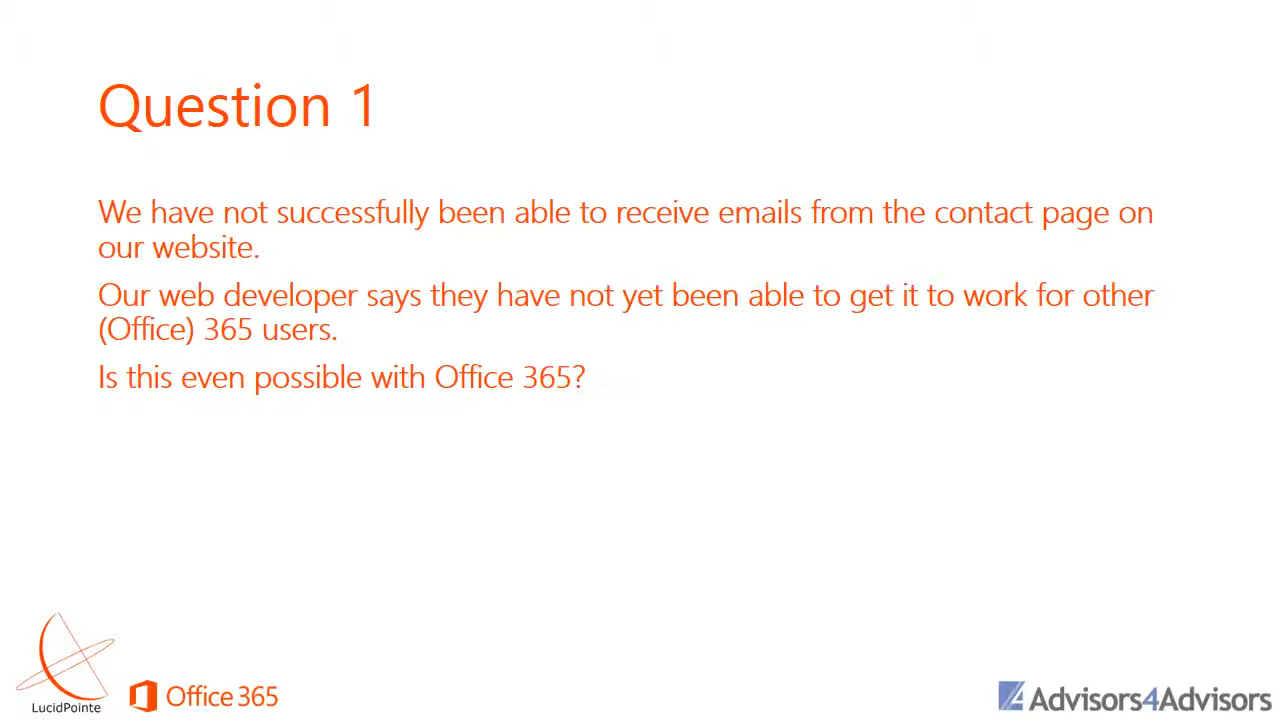 Question 1
We have not successfully been able to receive emails from the contact page on
our website.
Our web developer says they have not yet been able to get it to work for other
(Office) 365 users.
Is this even possible with Office 365?
LucidPointe
Office 365
Advisors4Advisors